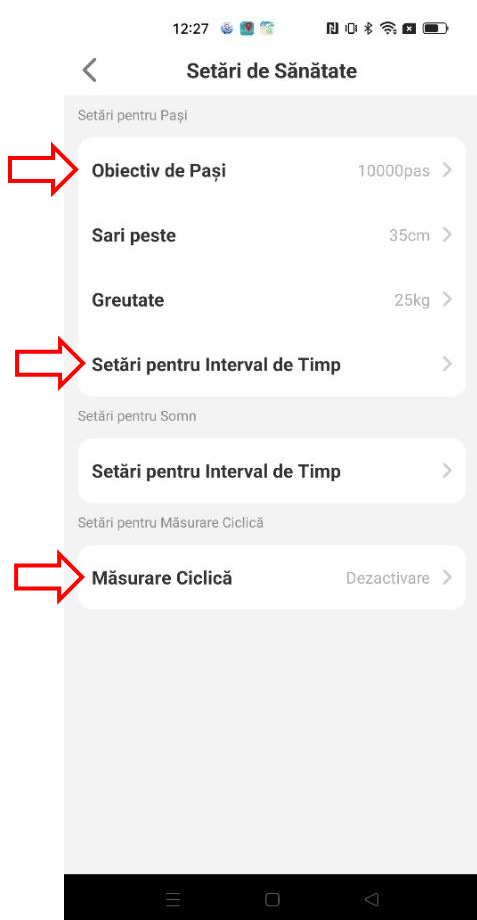 12:27
Setări de Sănătate
Setări pentru Pași
Obiectiv de Pași 10000pas
Sari peste 35cm
Greutate 25kg
Setări pentru Interval de Timp
Setări pentru Somn
Setări pentru Interval de Timp
Setări pentru Măsurare Ciclică
Măsurare Ciclică Dezactivare